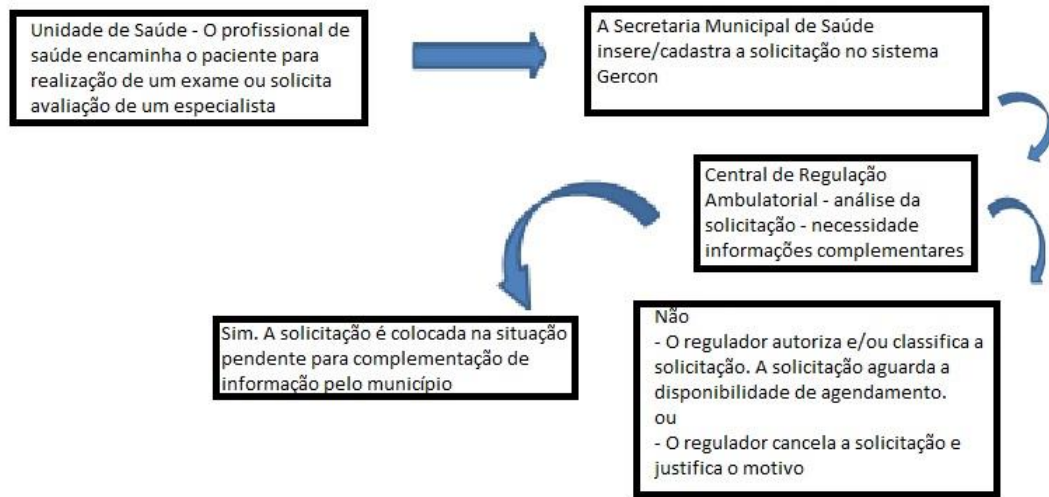 Unidade de Saúde - O profissional de
saúde encaminha o paciente para
realização de um exame ou solicita
avaliação de um especialista
A Secretaria Municipal de Saúde
insere/cadastra a solicitação no sistema
Gercon
Central de Regulação
Ambulatorial - análise da
solicitação - necessidade
informações complementares
Sim. A solicitação é colocada na situação
pendente para complementação de
informação pelo município
Não
- O regulador autoriza e/ou classifica a
solicitação. A solicitação aguarda a
disponibilidade de agendamento.
ou
- O regulador cancela a solicitação e
justifica o motivo